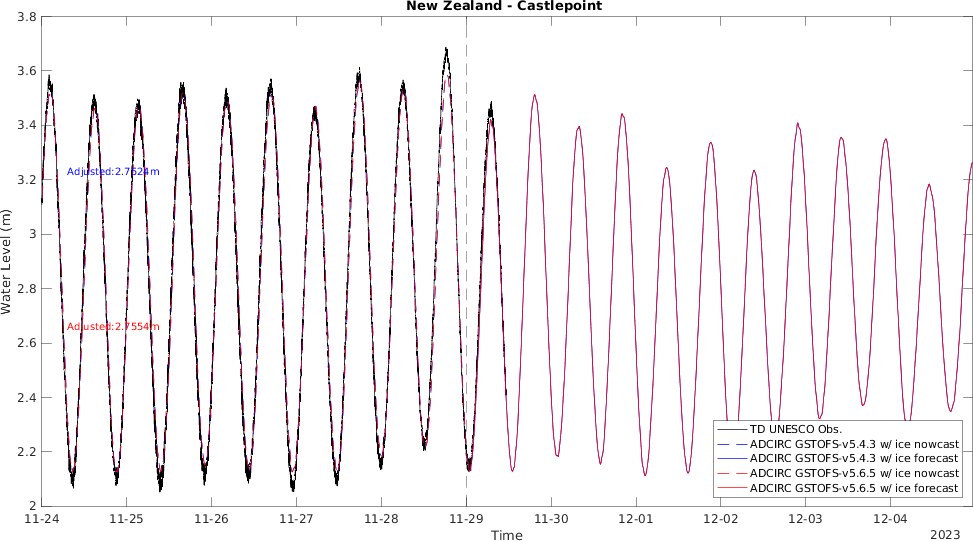 New Zealand - Castlepoint
3.8
3.6
3.4
3.2
3
2.8
2.6
2.4
2.2
2
Water Level (m)
Adjusted:2.7624m
Adjusted:2.7554m
TD UNESCO Obs.
ADCIRC GSTOFS-v5.4.3 w/ ice nowcast
ADCIRC GSTOFS-v5.4.3 w/ ice forecast
ADCIRC GSTOFS-v5.6.5 w/ ice nowcast
ADCIRC GSTOFS-v5.6.5 w/ ice forecast
11-24 11-25 11-26 11-27 11-28 11-29 11-30 12-01 12-02 12-03 12-04
Time
2023